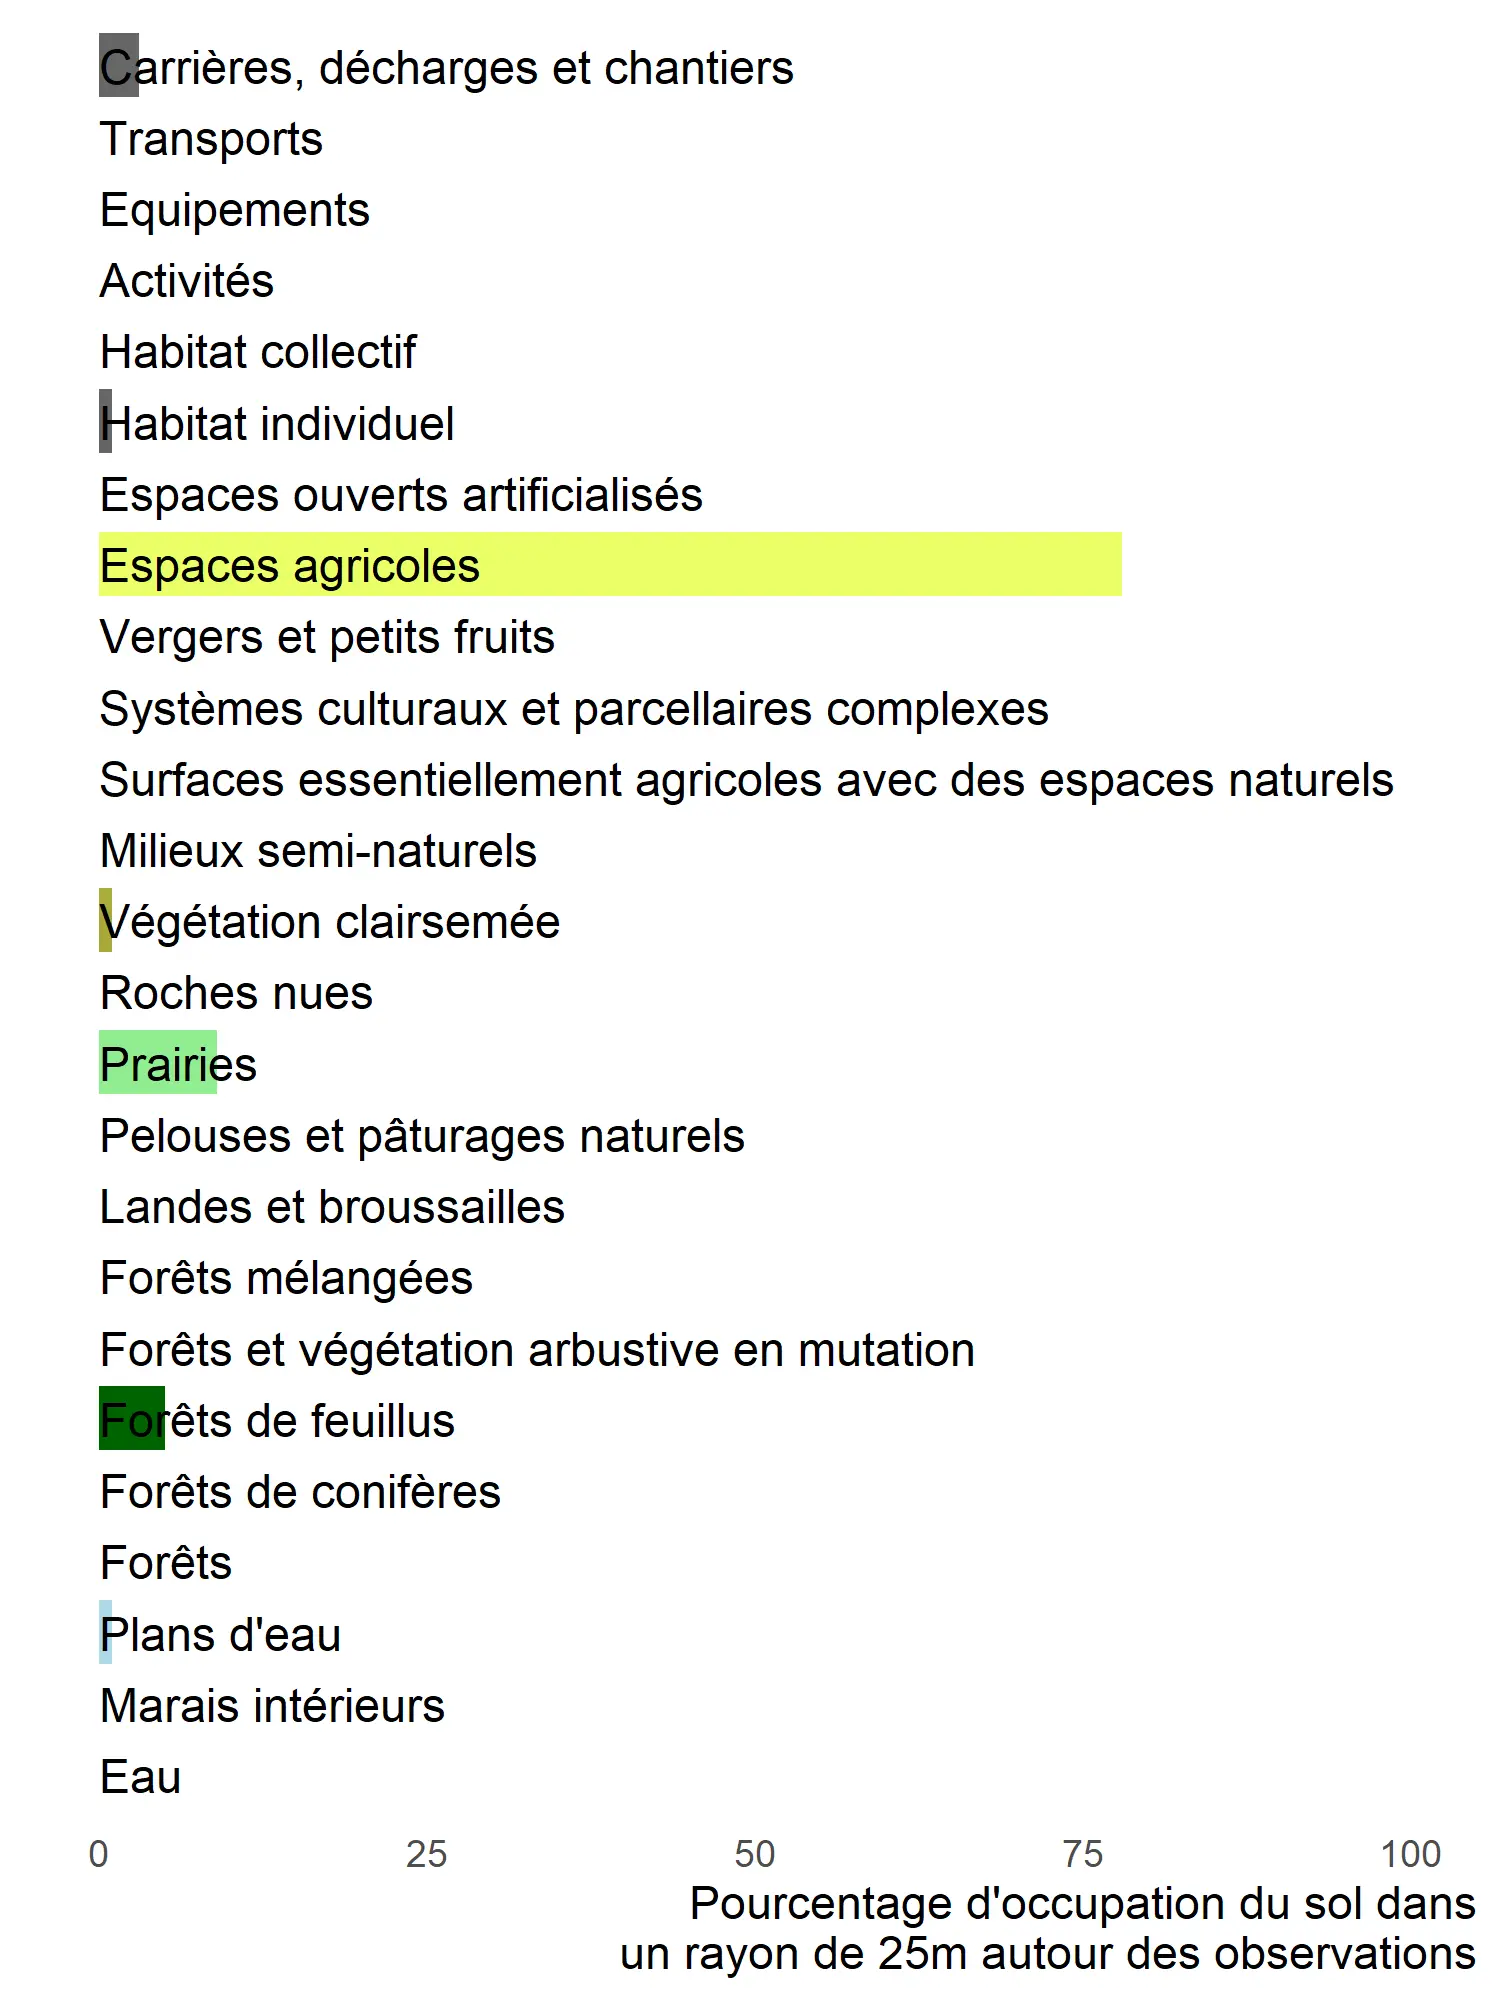 Carrières, décharges et chantiers
Transports
Equipements
Activités
Habitat collectif
Habitat individuel
Espaces ouverts artificialisés
Espaces agricoles
Vergers et petits fruits
Systèmes culturaux et parcellaires complexes
Surfaces essentiellement agricoles avec des espaces naturels
Milieux semi-naturels
Végétation clairsemée
Roches nues
Prairies
Pelouses et pâturages naturels
Landes et broussailles
Forêts mélangées
Forêts et végétation arbustive en mutation
Forêts de feuillus
Forêts de conifères
Forêts
Plans d'eau
Marais intérieurs
Eau
0 25 50 75 100
Pourcentage d'occupation du sol dans
un rayon de 25m autour des observations